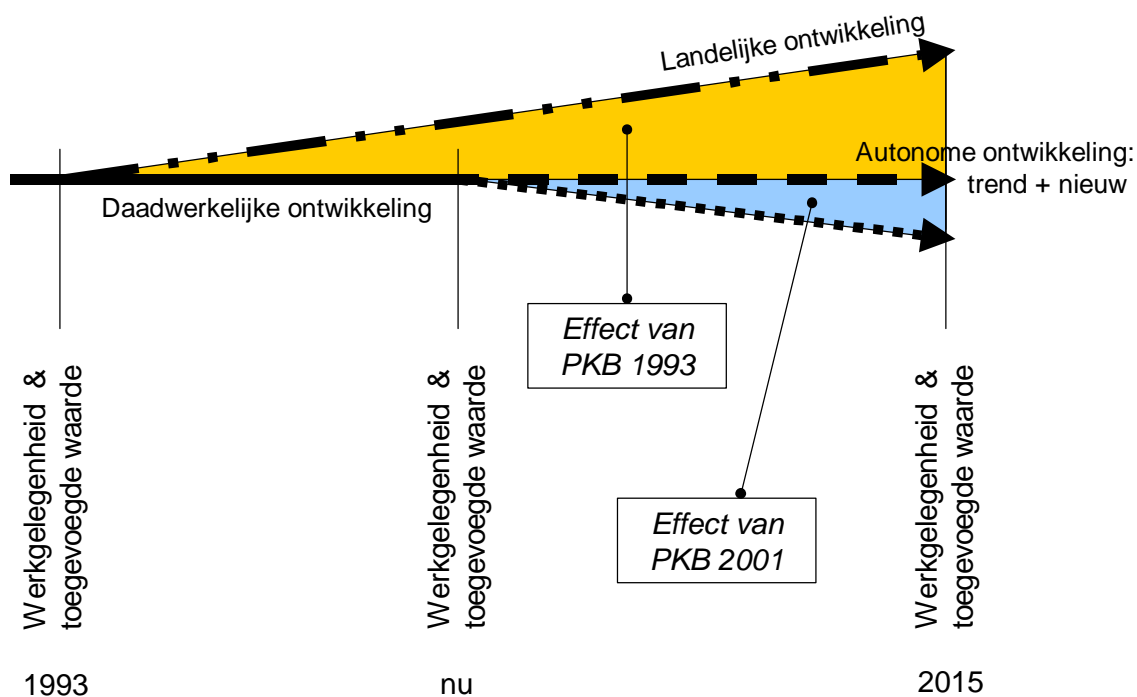 Landelijke ontwikkeling
Autonome ontwikkeling:
trend + nieuw
Daadwerkelijke ontwikkeling
Effect van
PKB 1993
Effect van
PKB 2001
Werkgelegenheid &
toegevoegde waarde
Werkgelegenheid &
toegevoegde waarde
Werkgelegenheid &
toegevoegde waarde
1993
nu
2015